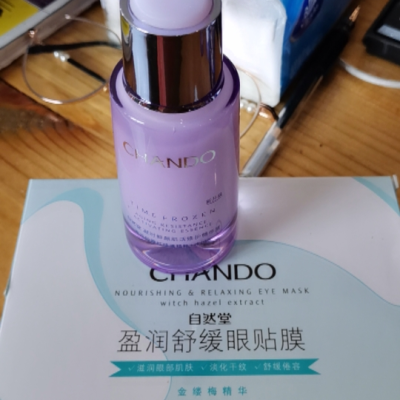 CHANDO
TIME FROZEN
CHANDO
NOURISHING & RELAXING EYE MASK
witch hazel extract
自然堂
盈润舒缓眼贴膜
滋润眼部肌肤 淡化干纹 舒缓倦容
金缕梅精华